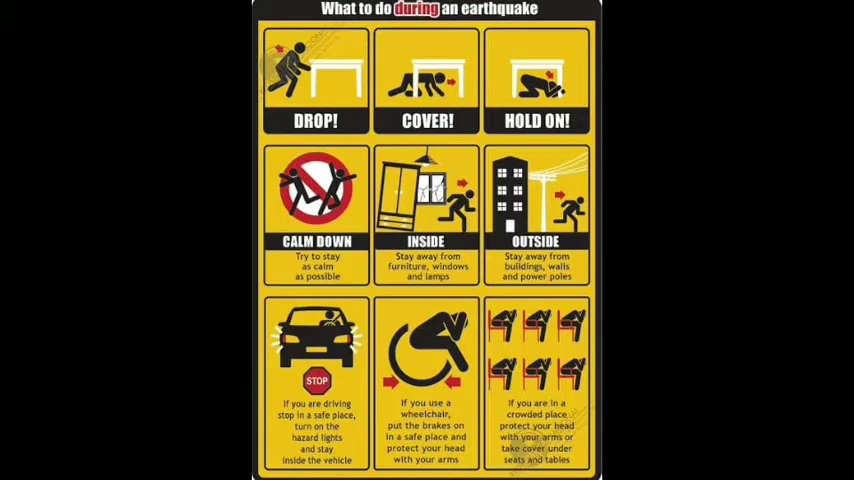 What to do during an earthquake
DROP!
COVER!
HOLD ON!
CALM DOWN
Try to stay
as calm
as possible
INSIDE
Stay away from
furniture, windows
and lamps
OUTSIDE
Stay away from
buildings, walls
and power poles
STOP
If you are driving
stop in a safe place,
turn on the
hazard lights
and stay
inside the vehicle
If you use a
wheelchair,
put the brakes on
in a safe place and
protect your head
with your arms
If you are in a
crowded place
protect your head
with your arms or
take cover under
seats and tables